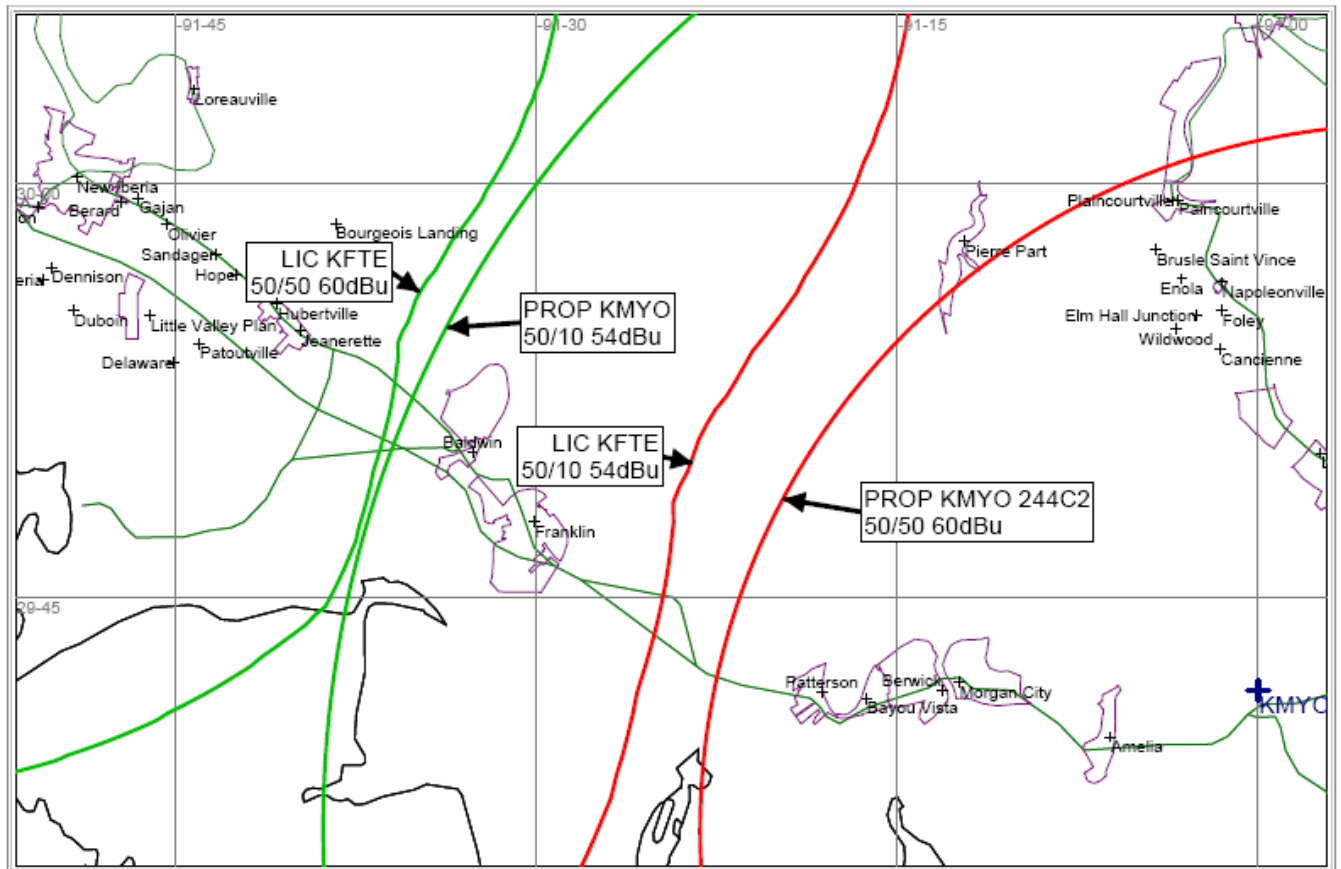 -91-45
-91-30
-91-15
-91-00
Loreauville
New Iberia
30-00
Berard
Gajan
Olivier
Bourgeois Landing
Sandager
Hope
Dennison
Duboin
Little Valley Plan
Hubertville
Jeanerette
Patoutville
Delaware
LIC KFTE
50/50 60dBu
PROP KMYO
50/10 54dBu
Plaincourtville
Paincourtville
Pierre Part
Brusle Saint Vince
Enola
Napoleonville
Elm Hall Junction
Foley
Wildwood
Cancienne
Baldwin
LIC KFTE
50/10 54dBu
PROP KMYO 244C2
50/50 60dBu
Franklin
29-45
Patterson
Berwick
Morgan City
Bayou Vista
KMYO
Amelia